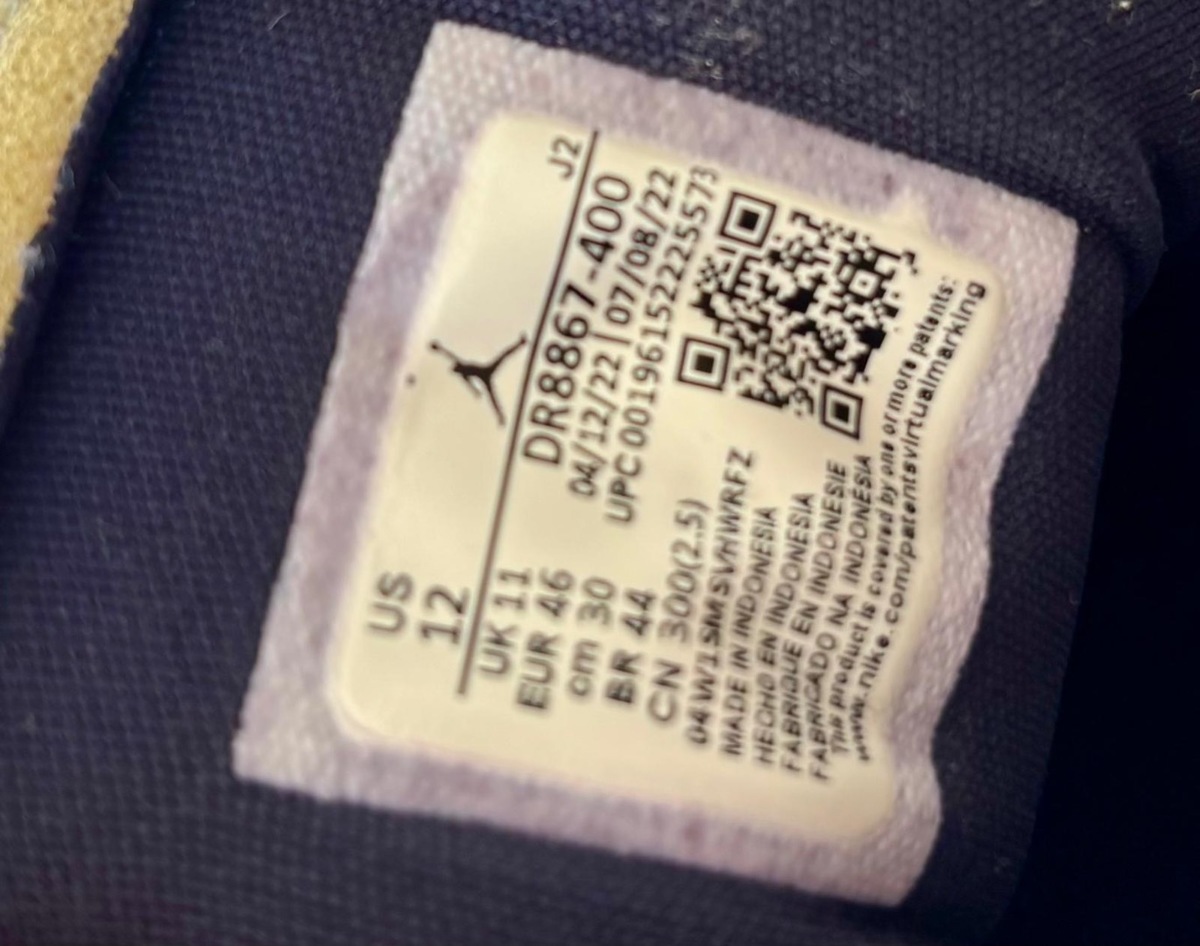 US
12
J2
UK 11
EUR 46
cm 30
BR 44
CN 300(2.5)
DR8867-400
04/12/22 | 07/08/22
UPC 00196152225573
04W1SMSVHWRFZ
MADE IN INDONESIA
HECHO EN INDONESIA
FABRIQUE EN INDONESIE
FABRICADO NA INDONÉSIA
This product is covered by one or more patents:
www.nike.com/patentsvirtualmarking